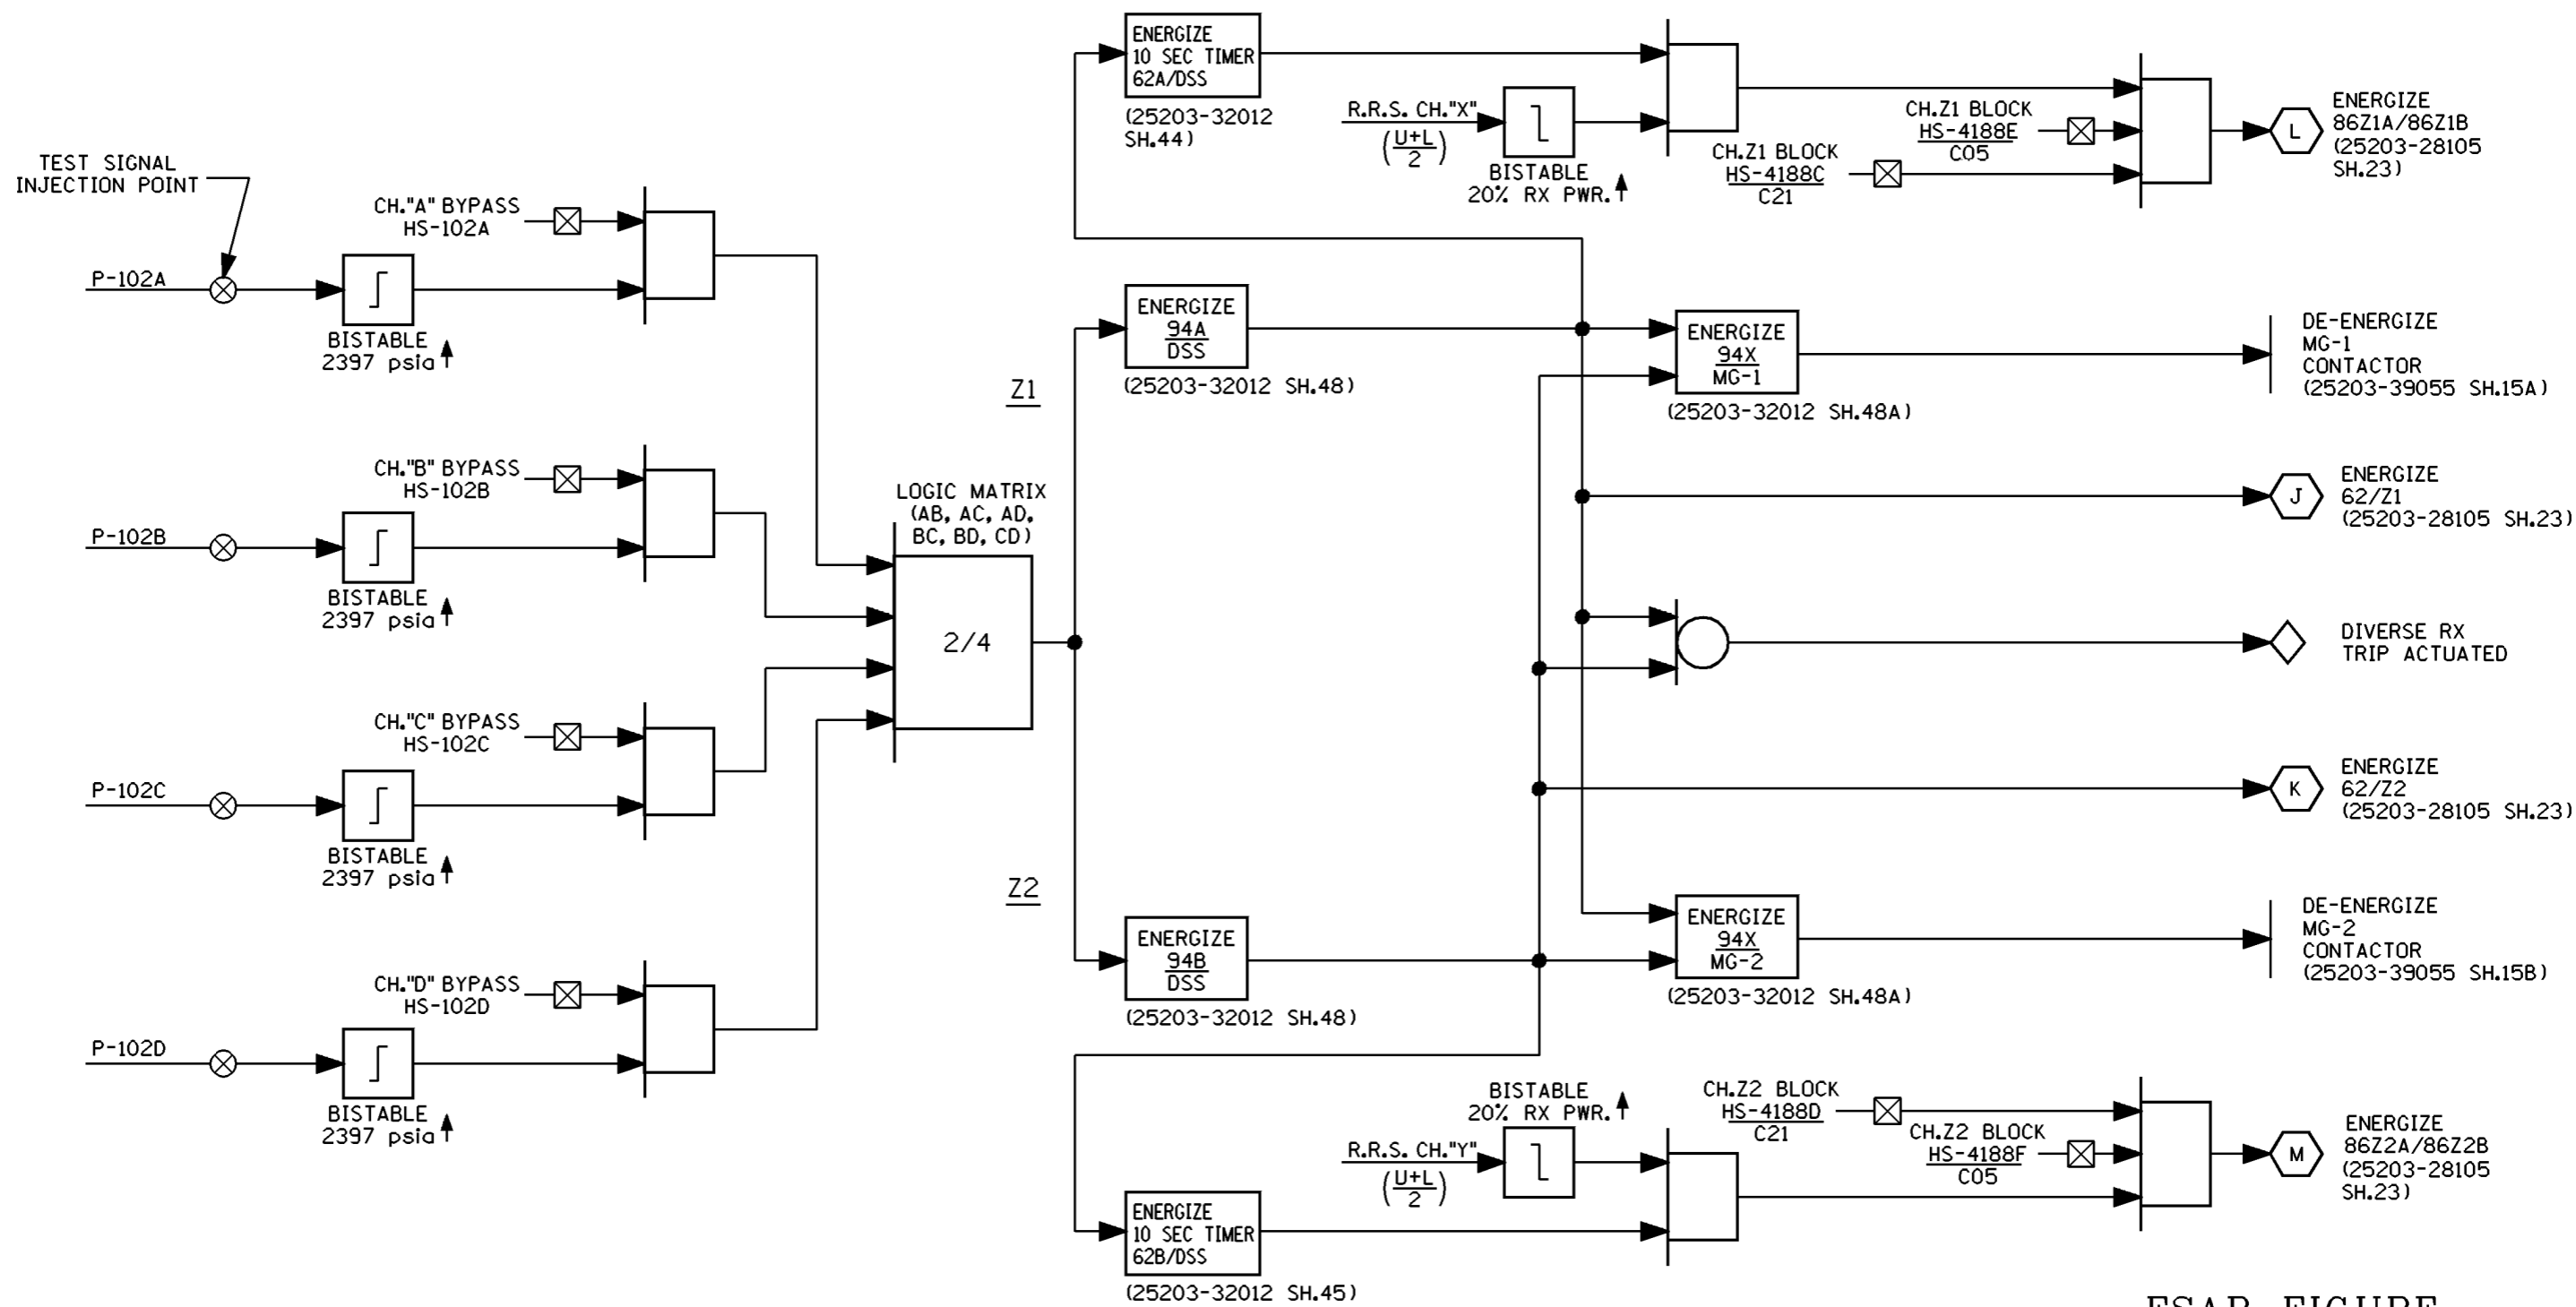 TEST SIGNAL
INJECTION POINT
P-102A
BISTABLE
2397 psia
CH."A" BYPASS
HS-102A
P-102B
BISTABLE
2397 psia
CH."B" BYPASS
HS-102B
P-102C
BISTABLE
2397 psia
CH."C" BYPASS
HS-102C
P-102D
BISTABLE
2397 psia
CH."D" BYPASS
HS-102D
LOGIC MATRIX
(AB, AC, AD,
BC, BD, CD)
2/4
Z1
Z2
ENERGIZE
10 SEC TIMER
62A/DSS
(25203-32012
SH.44)
R.R.S. CH."X"
(U+L
2)
BISTABLE
20% RX PWR.
CH.Z1 BLOCK
HS-4188C
C21
CH.Z1 BLOCK
HS-4188E
C05
L
ENERGIZE
86Z1A/86Z1B
(25203-28105
SH.23)
ENERGIZE
94A
DSS
(25203-32012 SH.48)
ENERGIZE
94X
MG-1
(25203-32012 SH.48A)
DE-ENERGIZE
MG-1
CONTACTOR
(25203-39055 SH.15A)
J
ENERGIZE
62/Z1
(25203-28105 SH.23)
DIVERSE RX
TRIP ACTUATED
K
ENERGIZE
62/Z2
(25203-28105 SH.23)
ENERGIZE
94B
DSS
(25203-32012 SH.48)
ENERGIZE
94X
MG-2
(25203-32012 SH.48A)
DE-ENERGIZE
MG-2
CONTACTOR
(25203-39055 SH.15B)
BISTABLE
20% RX PWR.
R.R.S. CH."Y"
(U+L
2)
CH.Z2 BLOCK
HS-4188D
C21
CH.Z2 BLOCK
HS-4188F
C05
M
ENERGIZE
86Z2A/86Z2B
(25203-28105
SH.23)
ENERGIZE
10 SEC TIMER
62B/DSS
(25203-32012 SH.45)
FSAR FIGURE